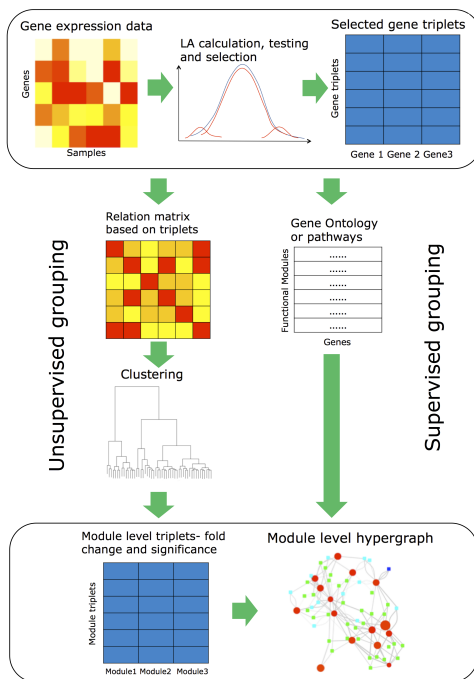 Gene expression data
Genes
Samples
LA calculation, testing
and selection
Selected gene triplets
Gene triplets
Gene 1 Gene 2 Gene3
Unsupervised grouping
Relation matrix
based on triplets
Clustering
Gene Ontology
or pathways
Functional Modules
......
......
......
......
......
......
Genes
Supervised grouping
Module level triplets- fold
change and significance
Module triplets
Module1 Module2 Module3
Module level hypergraph